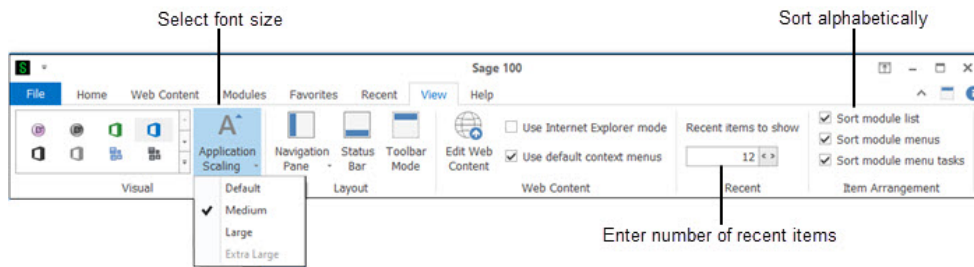 Select font size
Sort alphabetically
S
Sage 100
File Home Web Content Modules Favorites Recent View Help
Application Scaling
Navigation Pane
Status Bar
Toolbar Mode
Edit Web Content
Use Internet Explorer mode
Use default context menus
Recent items to show
12
Sort module list
Sort module menus
Sort module menu tasks
Visual Layout Web Content Recent Item Arrangement
Default
Medium
Large
Extra Large
Enter number of recent items